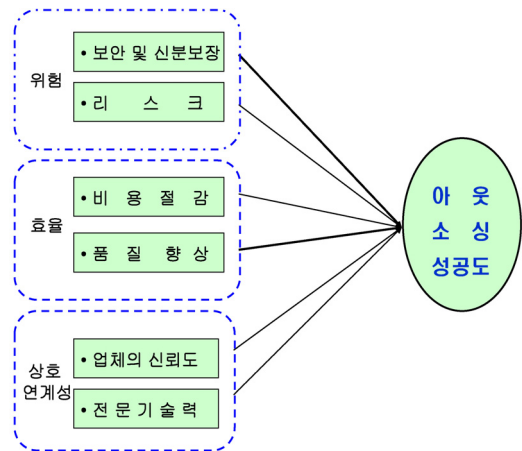 위험
• 보안 및 신분보장
• 리 스 크
효율
• 비 용 절 감
• 품 질 향 상
상호
연계성
• 업체의 신뢰도
• 전 문 기 술 력
아 웃
소 싱
성공도